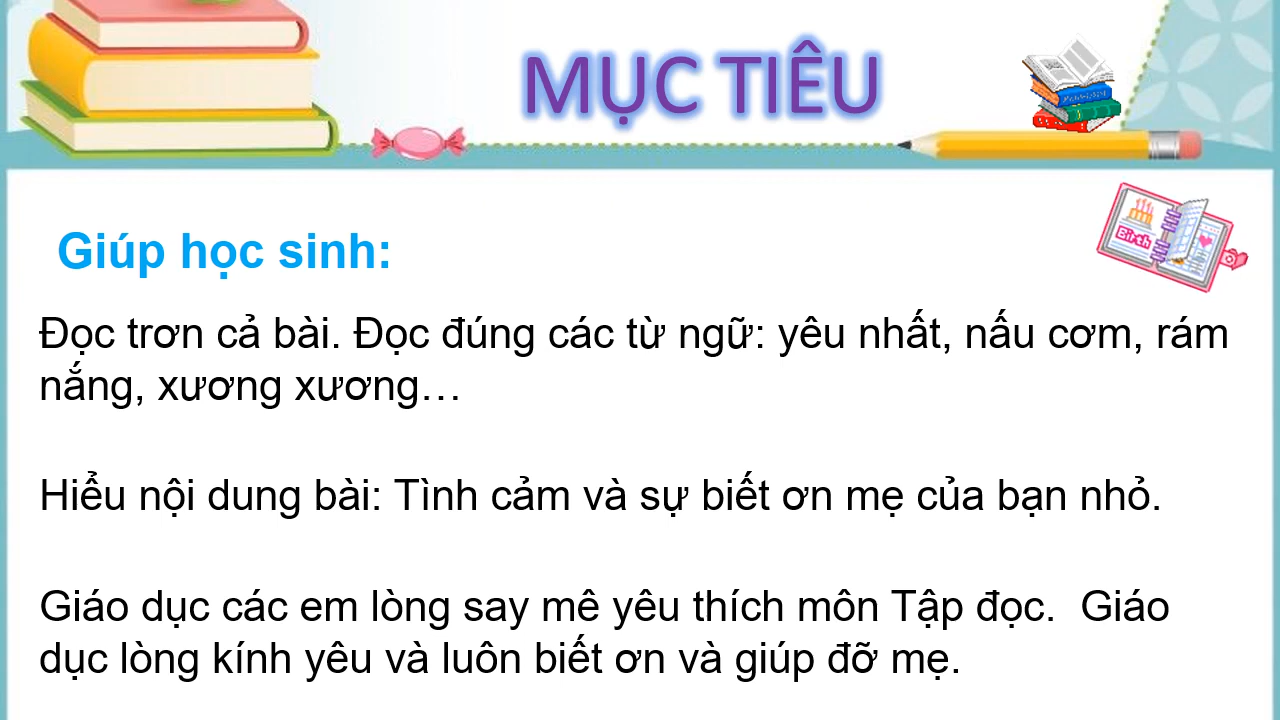 MỤC TIÊU
Birth
Giúp học sinh:
Đọc trơn cả bài. Đọc đúng các từ ngữ: yêu nhất, nấu cơm, rám
nắng, xương xương…
Hiểu nội dung bài: Tình cảm và sự biết ơn mẹ của bạn nhỏ.
Giáo dục các em lòng say mê yêu thích môn Tập đọc.  Giáo
dục lòng kính yêu và luôn biết ơn và giúp đỡ mẹ.